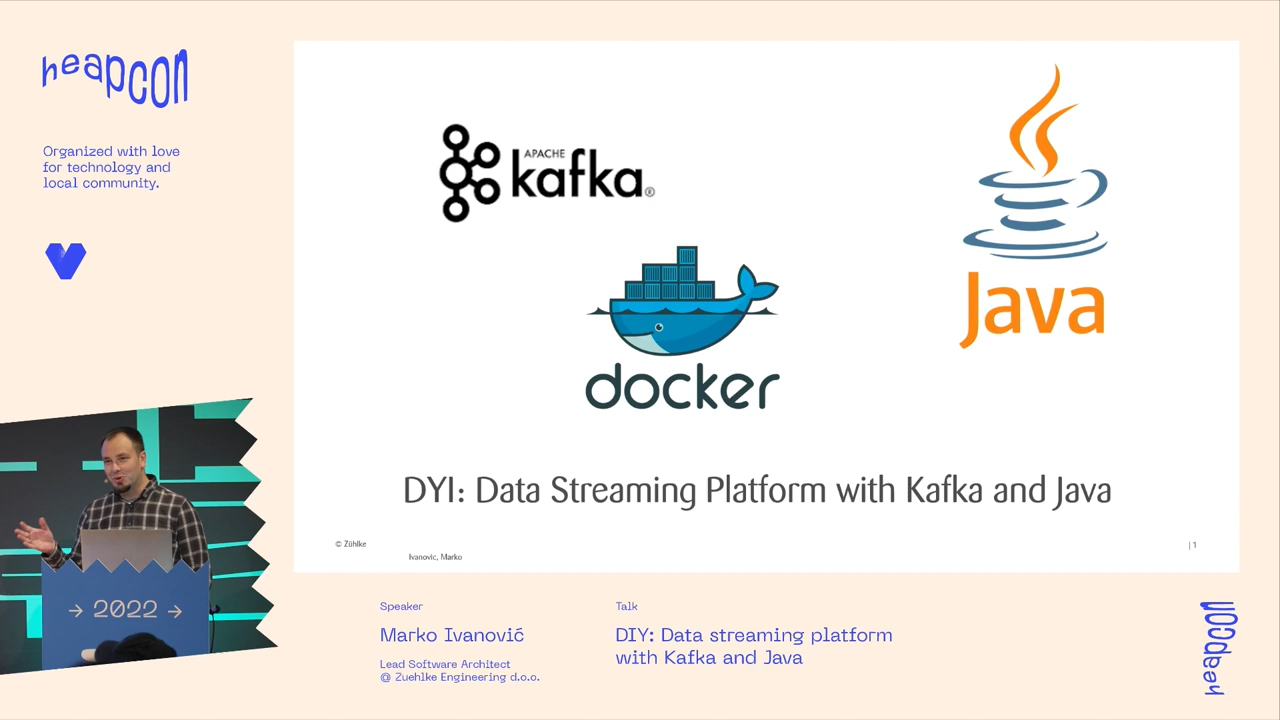 heapcon
Organized with love
for technology and
local community.
APACHE
kafka®
Java
docker
DYI: Data Streaming Platform with Kafka and Java
© Zühlke
Ivanovic, Marko
| 1
→ 2022 →
Speaker
Marko Ivanović
Lead Software Architect
@ Zuehlke Engineering d.o.o.
Talk
DIY: Data streaming platform
with Kafka and Java
heapcon